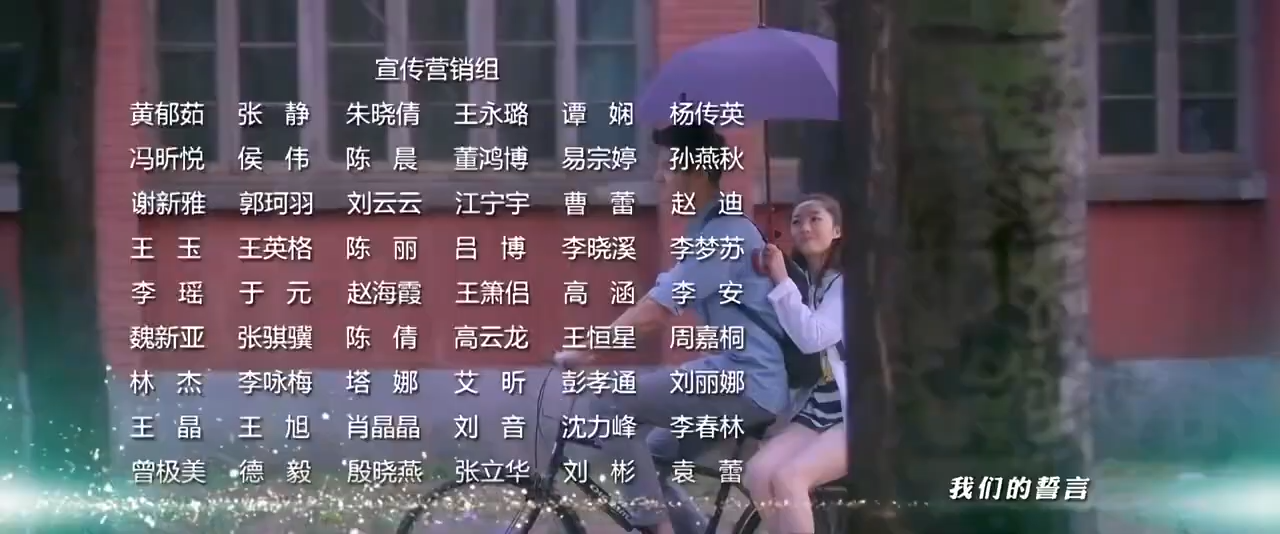 宣传营销组
黄郁茹 张静 朱晓倩 王永璐 谭娴 杨传英
冯昕悦 侯伟 陈晨 董鸿博 易宗婷 孙燕秋
谢新雅 郭珂羽 刘云云 江宁宇 曹蕾 赵迪
王玉 王英格 陈丽 吕博 李晓溪 李梦苏
李瑶 于元 赵海霞 王箫侣 高涵 李安
魏新亚 张骐骥 陈倩 高云龙 王恒星 周嘉桐
林杰 李咏梅 塔娜 艾昕 彭孝通 刘丽娜
王晶 王旭 肖晶晶 刘音 沈力峰 李春林
曾极美 德毅 殷晓燕 张立华 刘彬 袁蕾
我们的誓言